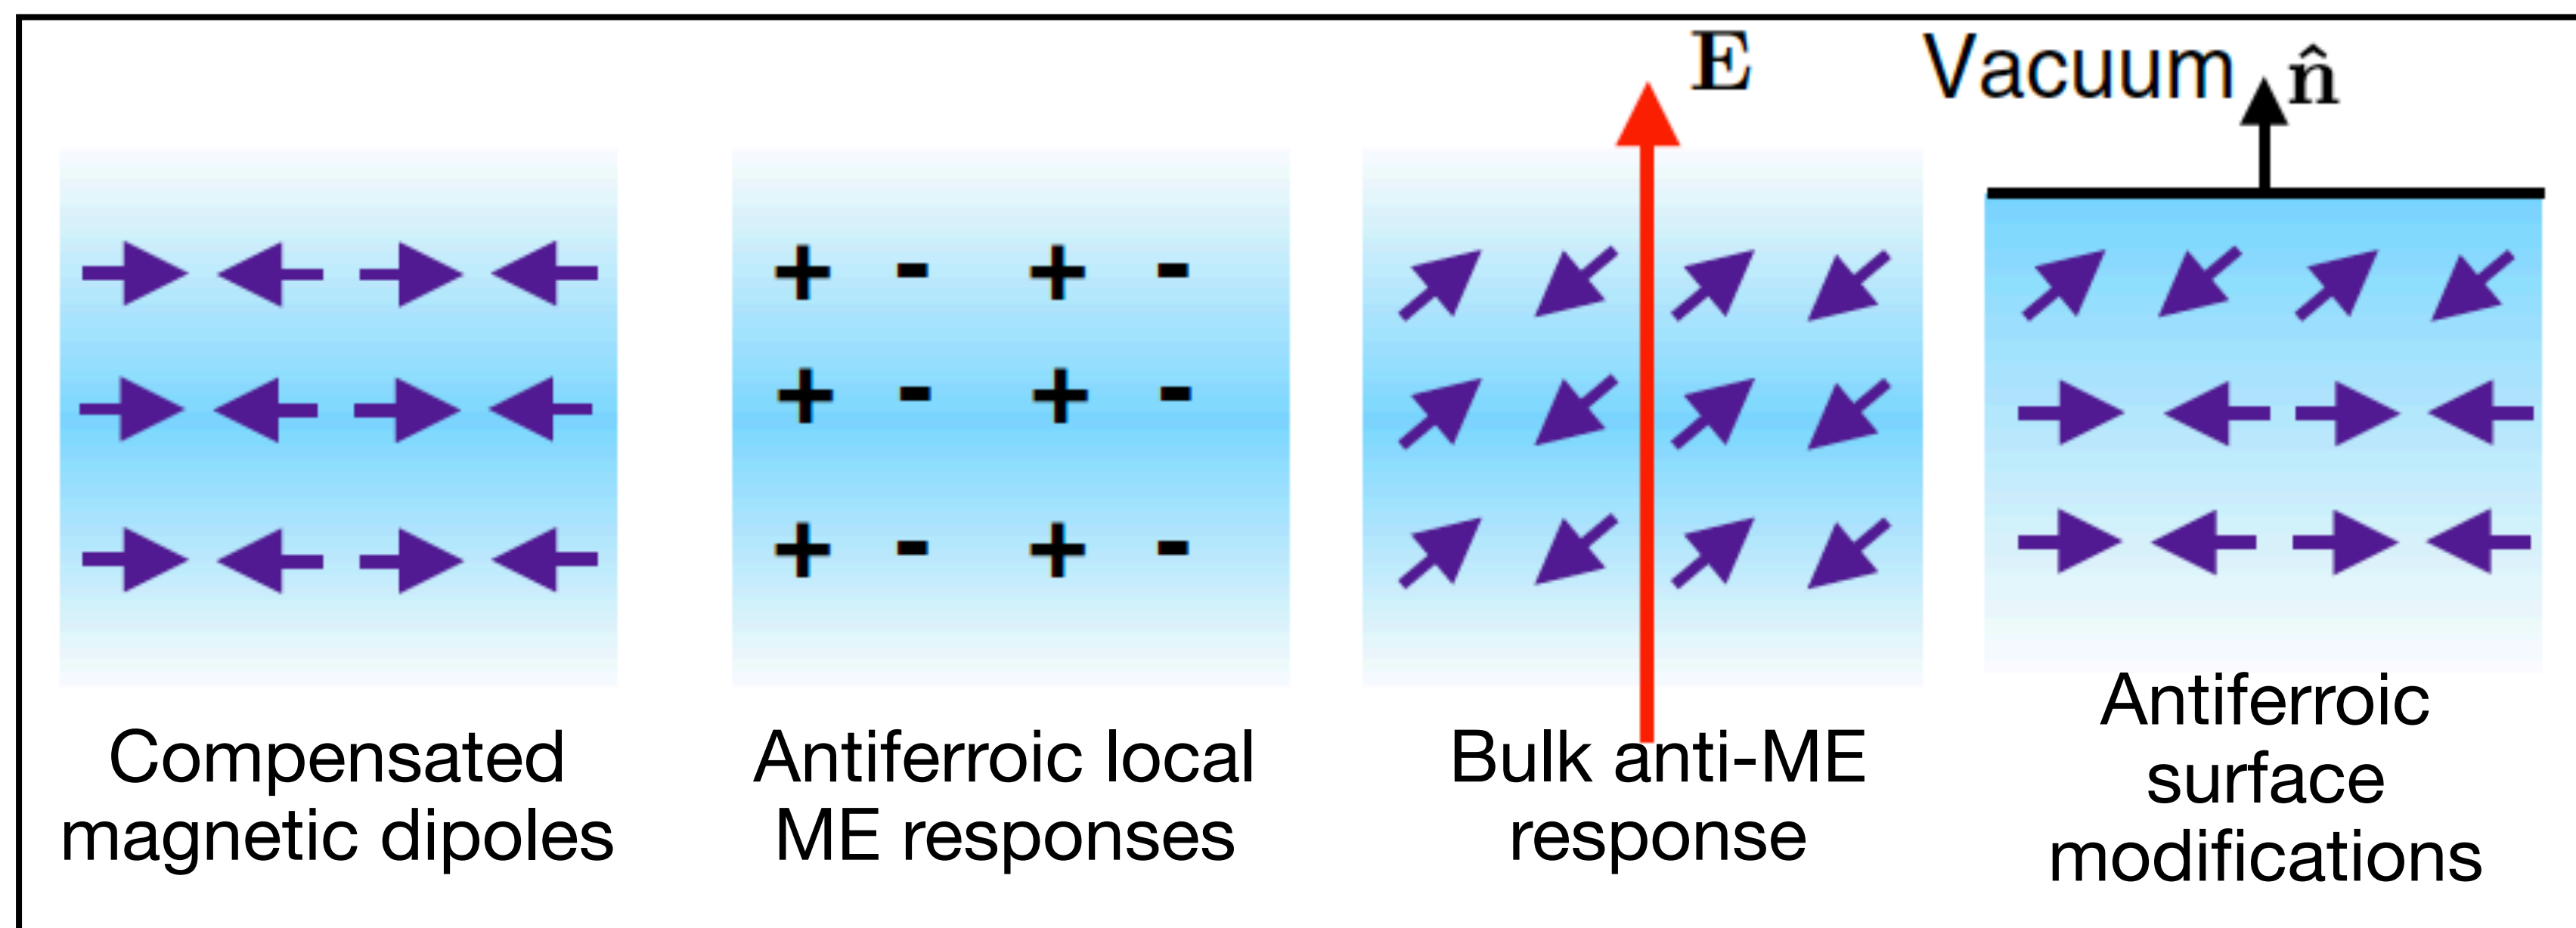 E
Vacuum n̂
+ - + -
+ - + -
+ - + -
Compensated
magnetic dipoles
Antiferroic local
ME responses
Bulk anti-ME
response
Antiferroic
surface
modifications